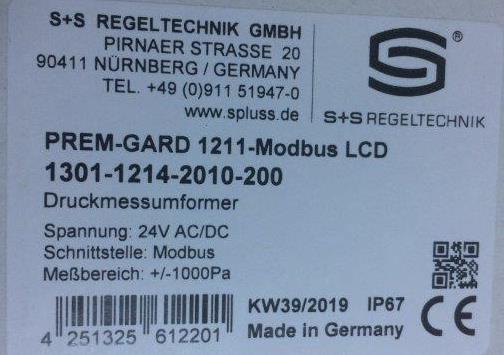 S+S REGELTECHNIK GMBH
PIRNAER STRASSE 20
90411 NÜRNBERG / GERMANY
TEL. +49 (0)911 51947-0
www.spluss.de
®
S+S REGELTECHNIK
PREM-GARD 1211-Modbus LCD
1301-1214-2010-200
Druckmessumformer
Spannung: 24V AC/DC
Schnittstelle: Modbus
Meßbereich: +/-1000Pa
4 251325 612201
KW39/2019 IP67
Made in Germany
CE